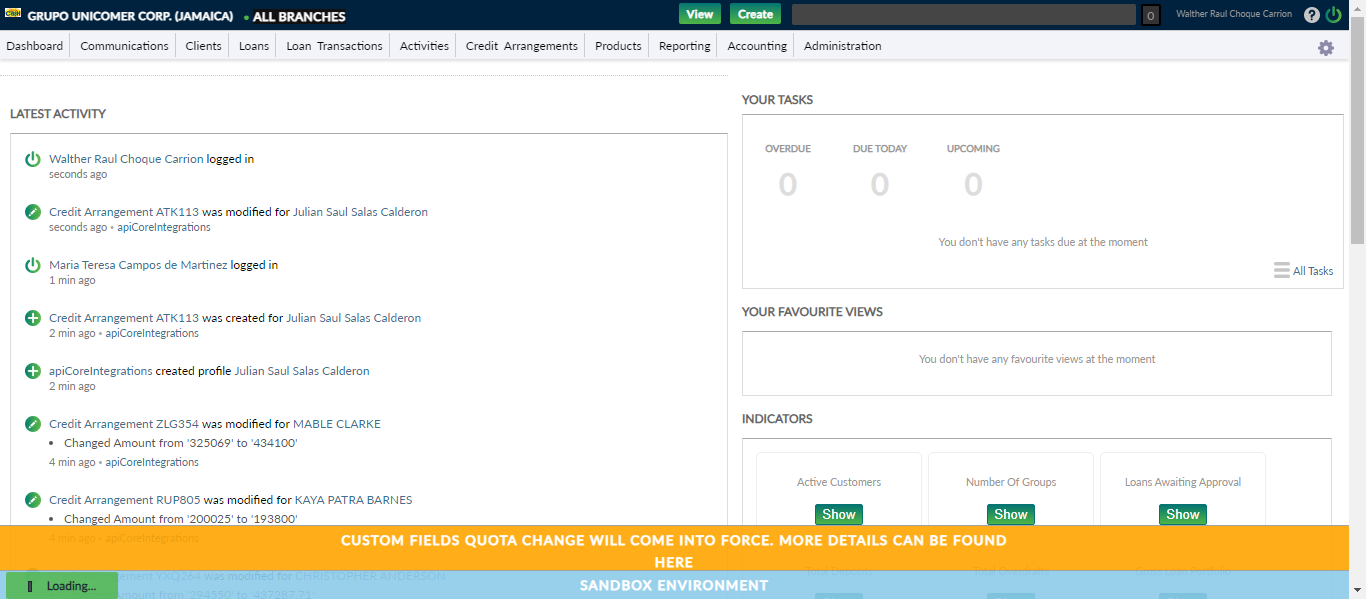 GRUPO UNICOMER CORP. (JAMAICA) • ALL BRANCHES View Create 0 Walther Raul Choque Carrion ?
Dashboard Communications Clients Loans Loan Transactions Activities Credit Arrangements Products Reporting Accounting Administration
LATEST ACTIVITY
Walther Raul Choque Carrion logged in
seconds ago
Credit Arrangement ATK113 was modified for Julian Saul Salas Calderon
seconds ago • apiCoreIntegrations
Maria Teresa Campos de Martinez logged in
1 min ago
Credit Arrangement ATK113 was created for Julian Saul Salas Calderon
2 min ago • apiCoreIntegrations
apiCoreIntegrations created profile Julian Saul Salas Calderon
2 min ago
Credit Arrangement ZLG354 was modified for MABLE CLARKE
• Changed Amount from '325069' to '434100'
4 min ago • apiCoreIntegrations
Credit Arrangement RUP805 was modified for KAYA PATRA BARNES
• Changed Amount from '200025' to '193800'
4 min ago • apiCoreIntegrations
YOUR TASKS
OVERDUE DUE TODAY UPCOMING
0 0 0
You don't have any tasks due at the moment
All Tasks
YOUR FAVOURITE VIEWS
You don't have any favourite views at the moment
INDICATORS
Active Customers Number Of Groups Loans Awaiting Approval
Show Show Show
CUSTOM FIELDS QUOTA CHANGE WILL COME INTO FORCE. MORE DETAILS CAN BE FOUND
HERE
YXQ264 was modified for CHRISTOPHER ANDERSON
Total Deposits Total Overdrafts Gross Loan Portfolio
Loading...
SANDBOX ENVIRONMENT
Amount from '294550' to '437287.71'